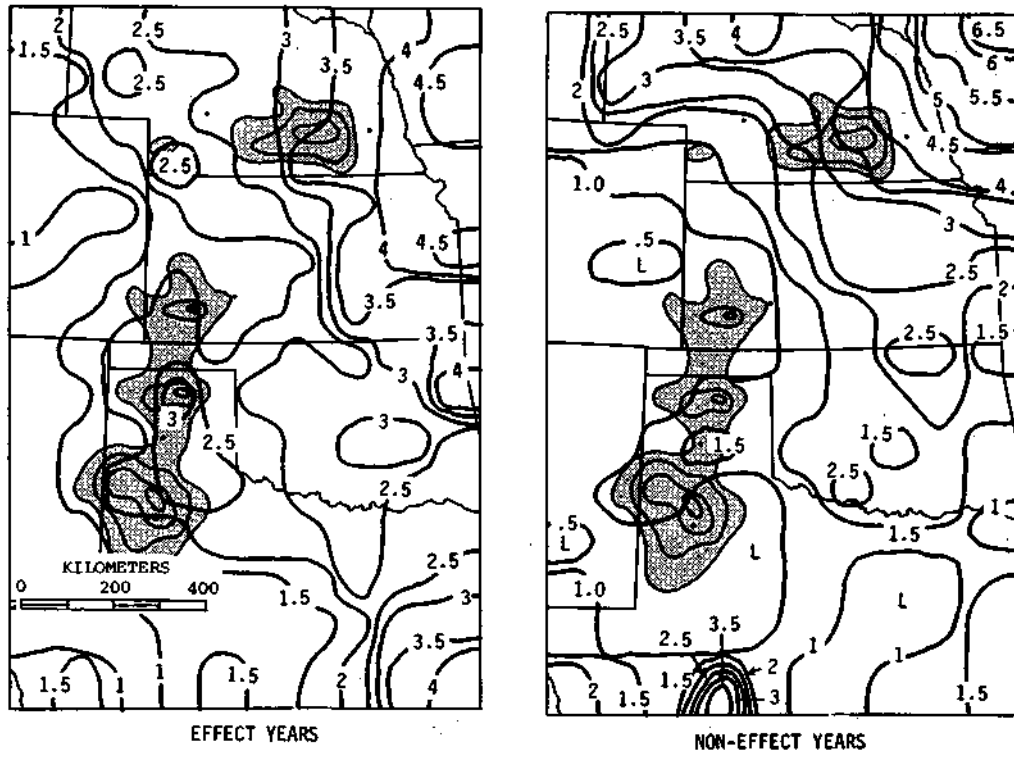 2 2.5 3 4
1.5
3.5
2.5 4.5
2.5
1 4 4.5
3.5
3.5
3 4
3 3
2.5
2.5
KILOMETERS
0 200 400
2.5
1.5 3
3.5
1 1.5
1.5 1 2 4
EFFECT YEARS
2.5 3.5 4 6.5
6
3
2 5 5.5
4.5
1.0 4
3
.5
L 2.5
2
2.5 1.5
1.5 1.5
2.5
1
.5 1.5
L L
1.0 L
3.5
2.5 1 1
2
1.5
2 1.5 3 1.5
NON-EFFECT YEARS